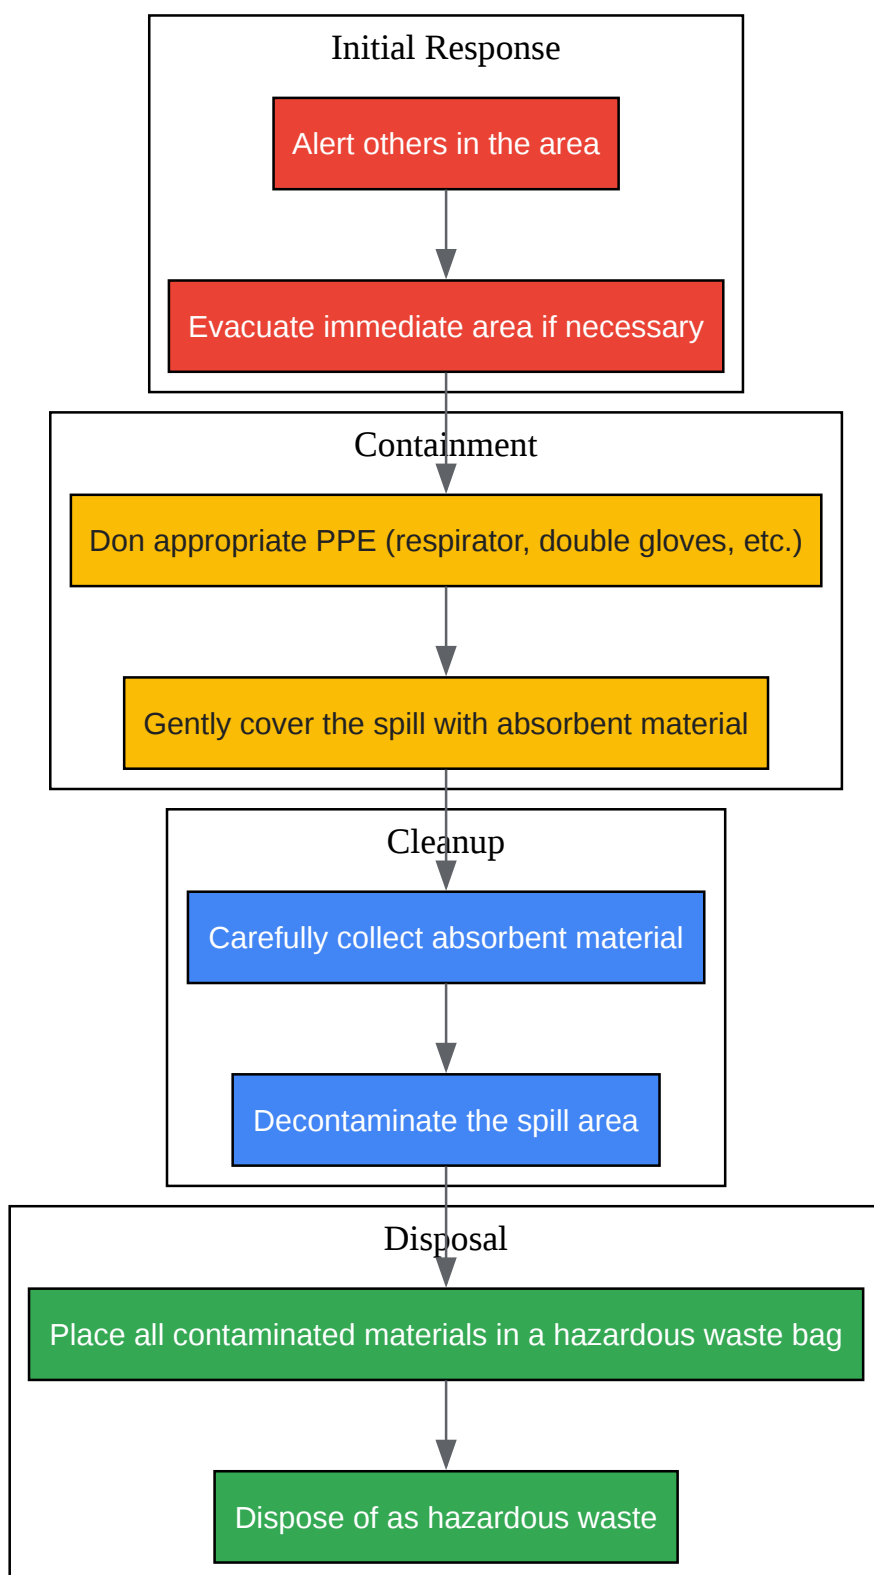 Initial Response
Alert others in the area
Evacuate immediate area if necessary
Containment
Don appropriate PPE (respirator, double gloves, etc.)
Gently cover the spill with absorbent material
Cleanup
Carefully collect absorbent material
Decontaminate the spill area
Disposal
Place all contaminated materials in a hazardous waste bag
Dispose of as hazardous waste